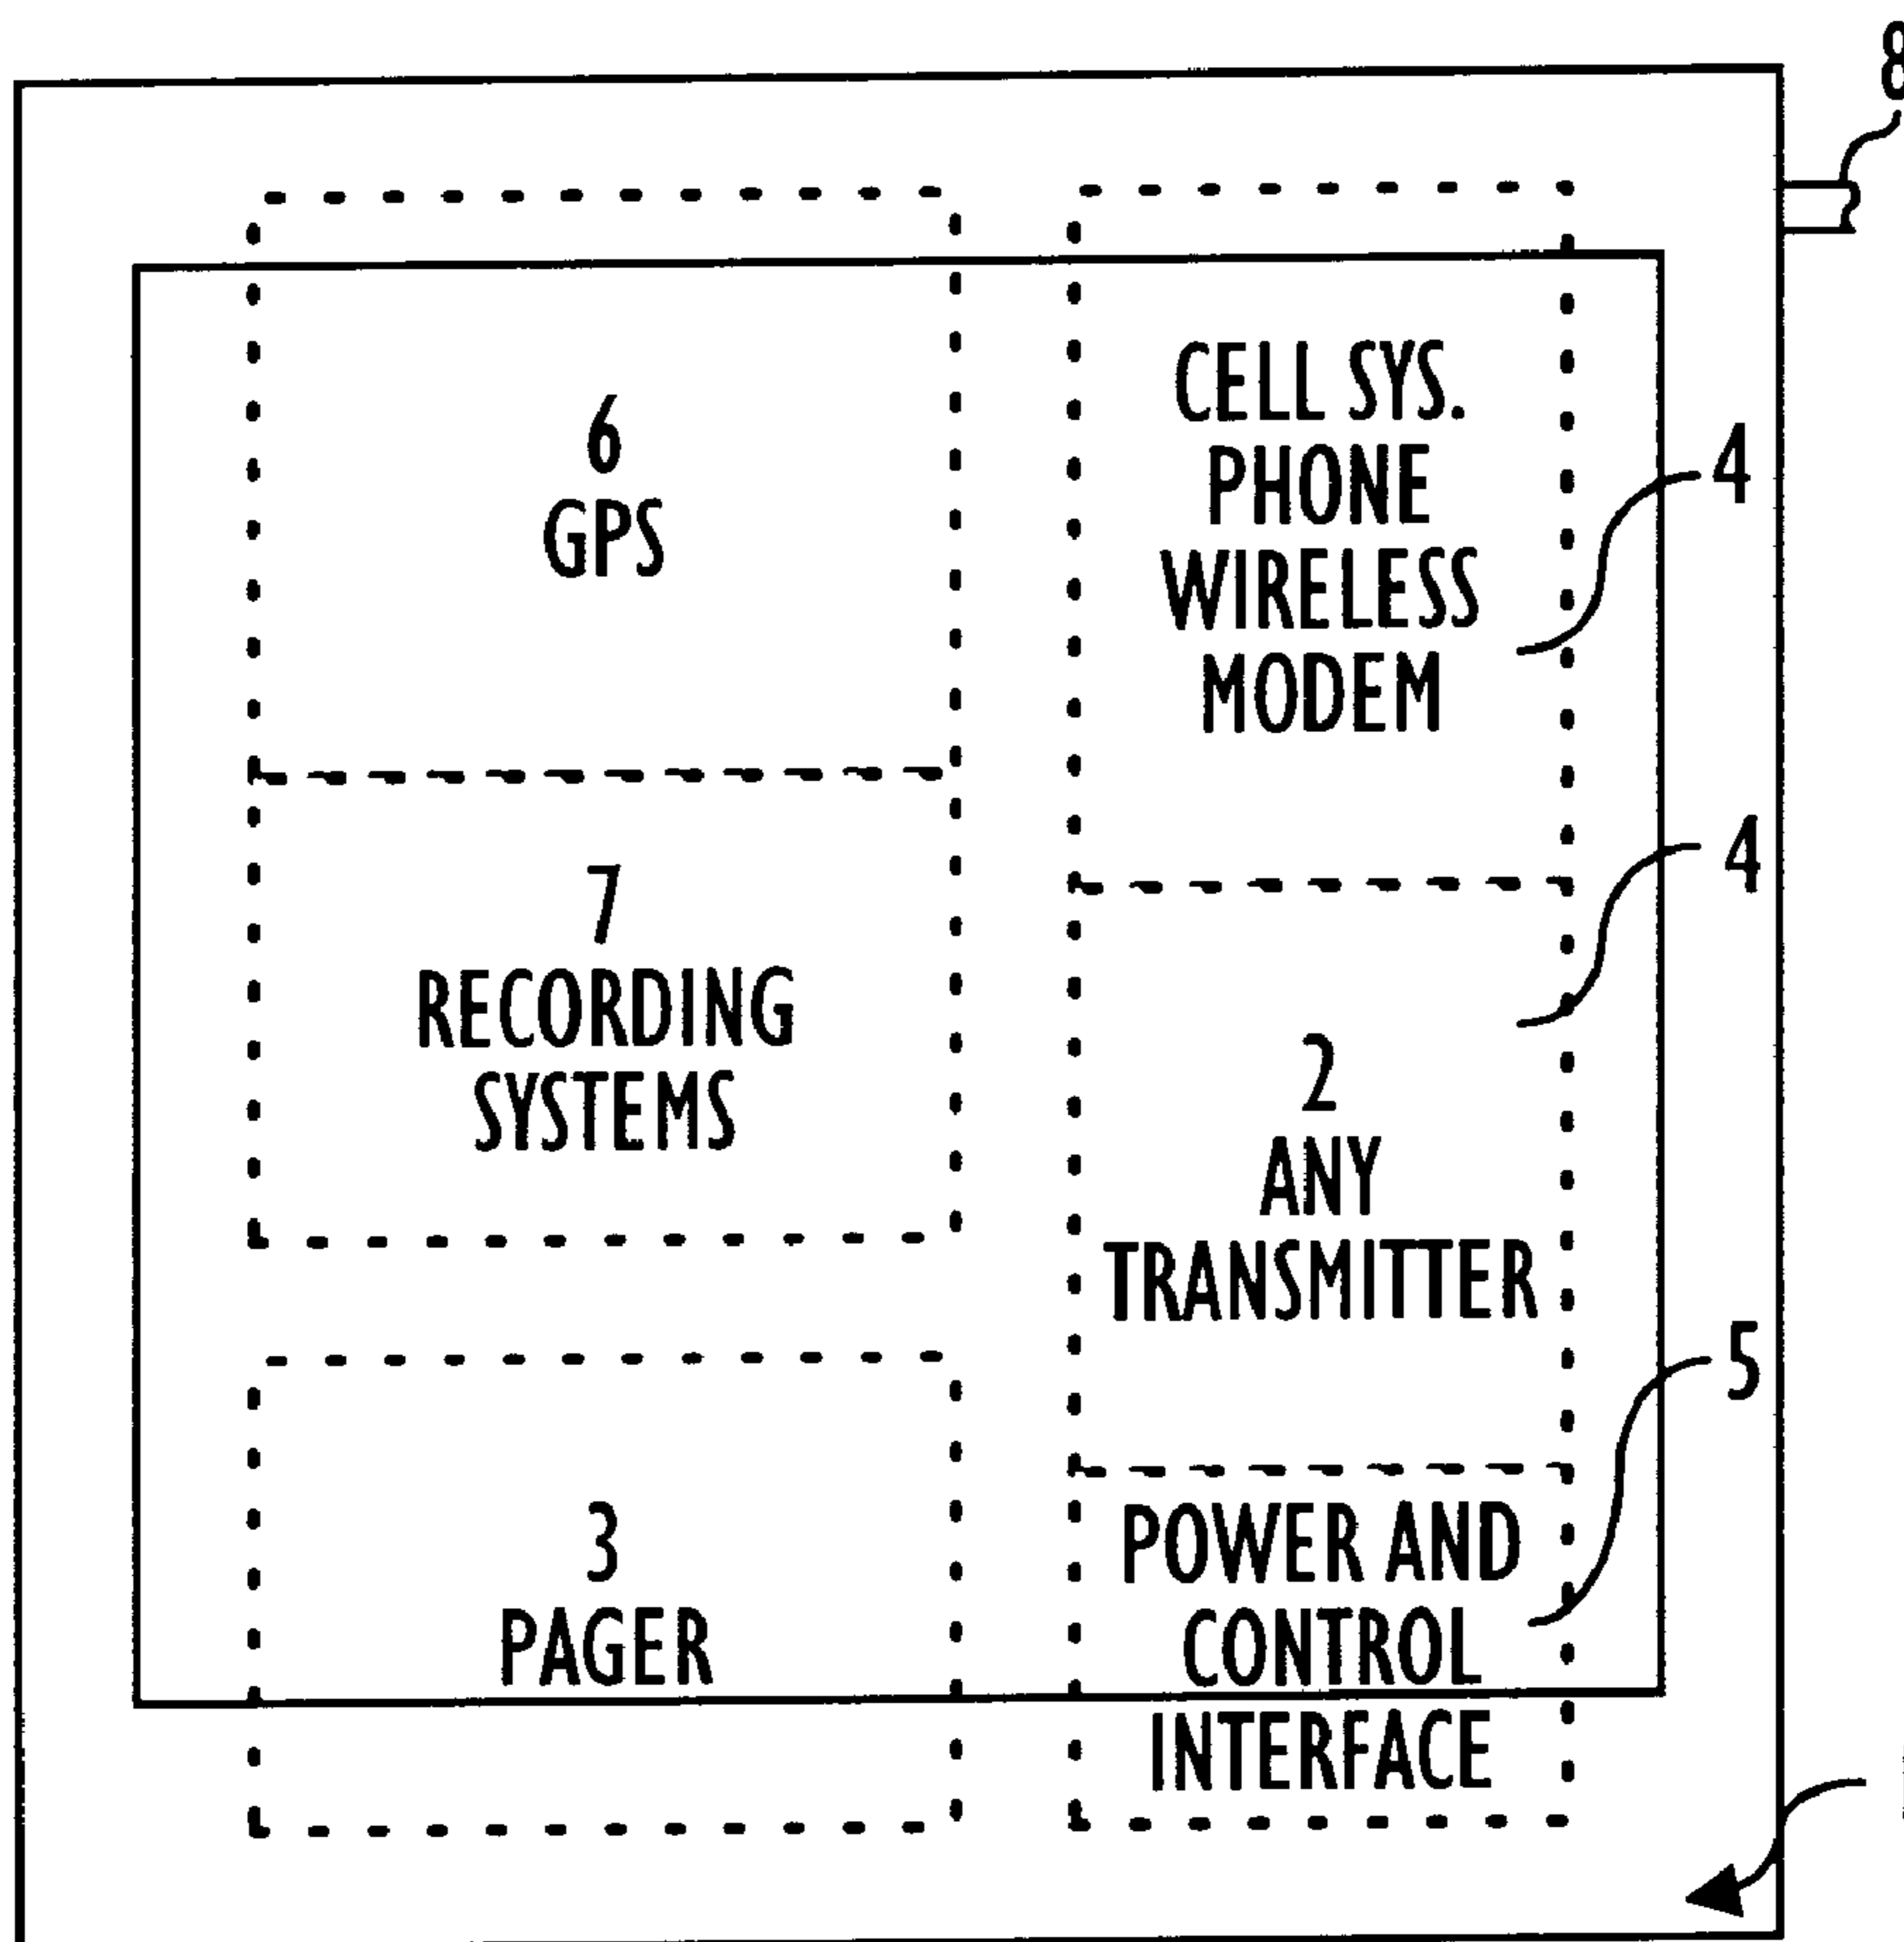 8
6
GPS
CELL SYS.
PHONE
WIRELESS
MODEM
4
7
RECORDING
SYSTEMS
4
2
ANY
TRANSMITTER
5
3
PAGER
POWER AND
CONTROL
INTERFACE